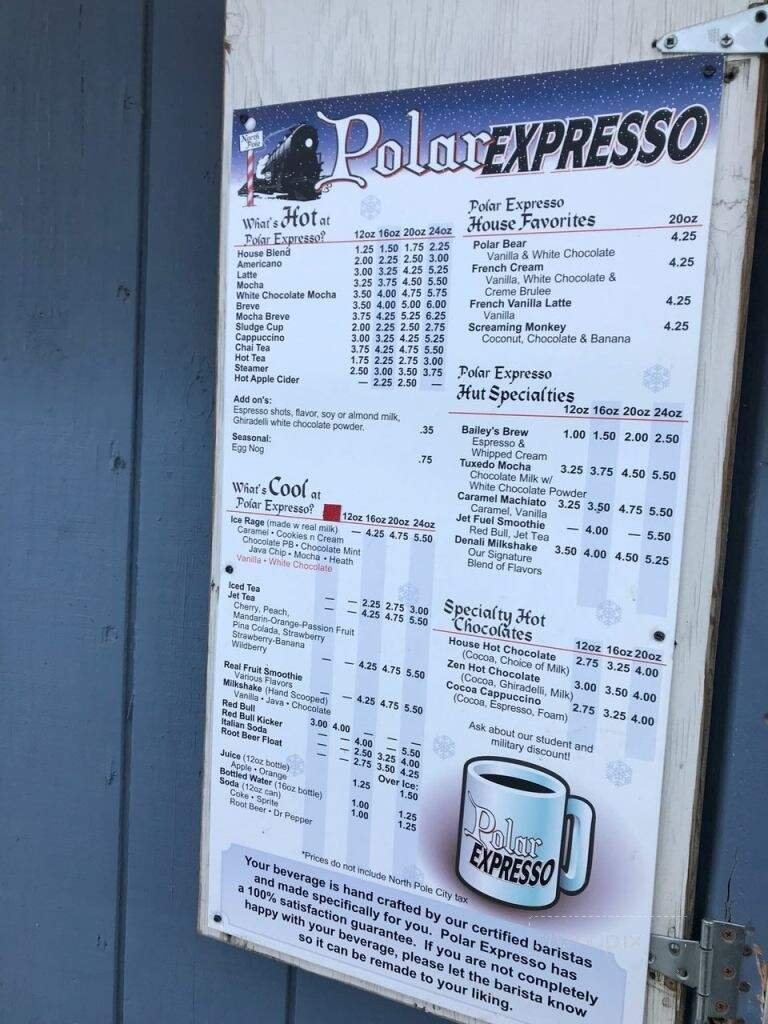 North Pole
Polar EXPRESSO
What's Hot at
Polar Expresso?
12oz 16oz 20oz 24oz
House Blend 1.25 1.50 1.75 2.25
Americano 2.00 2.25 2.50 3.00
Latte 3.00 3.25 4.25 5.25
Mocha 3.25 3.75 4.50 5.50
White Chocolate Mocha 3.50 4.00 4.75 5.75
Breve 3.50 4.00 5.00 6.00
Mocha Breve 3.75 4.25 5.25 6.25
Sludge Cup 2.00 2.25 2.50 2.75
Cappuccino 3.00 3.25 4.25 5.25
Chai Tea 3.75 4.25 4.75 5.50
Hot Tea 1.75 2.25 2.75 3.00
Steamer 2.50 3.00 3.50 3.75
Hot Apple Cider — 2.25 2.50 —
Add on's:
Espresso shots, flavor, soy or almond milk,
Ghiradelli white chocolate powder. .35
Seasonal:
Egg Nog .75
What's Cool at
Polar Expresso?
12oz 16oz 20oz 24oz
Ice Rage (made w real milk) — 4.25 4.75 5.50
Caramel • Cookies n Cream
Chocolate PB • Chocolate Mint
Java Chip • Mocha • Heath
Vanilla • White Chocolate
Iced Tea — 2.25 2.75 3.00
Jet Tea — 4.25 4.75 5.50
Cherry, Peach,
Mandarin-Orange-Passion Fruit
Pina Colada, Strawberry
Strawberry-Banana
Wildberry
Real Fruit Smoothie — 4.25 4.75 5.50
Various Flavors
Milkshake (Hand Scooped) — 4.25 4.75 5.50
Vanilla • Java • Chocolate
Red Bull 3.00 4.00 — —
Red Bull Kicker — 4.00 — 5.50
Italian Soda — 2.50 3.25 4.00
Root Beer Float — 2.75 3.50 4.25
Over Ice:
Juice (12oz bottle) 1.25 1.50
Apple • Orange
Bottled Water (16oz bottle) 1.00 1.25
Soda (12oz can) 1.00 1.25
Coke • Sprite
Root Beer • Dr Pepper
*Prices do not include North Pole City tax
Polar Expresso
House Favorites 20oz
Polar Bear 4.25
Vanilla & White Chocolate
French Cream 4.25
Vanilla, White Chocolate &
Creme Brulee
French Vanilla Latte 4.25
Vanilla
Screaming Monkey 4.25
Coconut, Chocolate & Banana
Polar Expresso
Hut Specialties
12oz 16oz 20oz 24oz
Bailey's Brew 1.00 1.50 2.00 2.50
Espresso &
Whipped Cream
Tuxedo Mocha 3.25 3.75 4.50 5.50
Chocolate Milk w/
White Chocolate Powder
Caramel Machiato 3.25 3.50 4.75 5.50
Caramel, Vanilla
Jet Fuel Smoothie — 4.00 — 5.50
Red Bull, Jet Tea
Denali Milkshake 3.50 4.00 4.50 5.25
Our Signature
Blend of Flavors
Specialty Hot
Chocolates
12oz 16oz 20oz
House Hot Chocolate 2.75 3.25 4.00
(Cocoa, Choice of Milk)
Zen Hot Chocolate 3.00 3.50 4.00
(Cocoa, Ghiradelli, Milk)
Cocoa Cappuccino 2.75 3.25 4.00
(Cocoa, Espresso, Foam)
Ask about our student and
military discount!
Polar
EXPRESSO
Your beverage is hand crafted by our certified baristas
and made specifically for you. Polar Expresso has
a 100% satisfaction guarantee. If you are not completely
happy with your beverage, please let the barista know
so it can be remade to your liking.